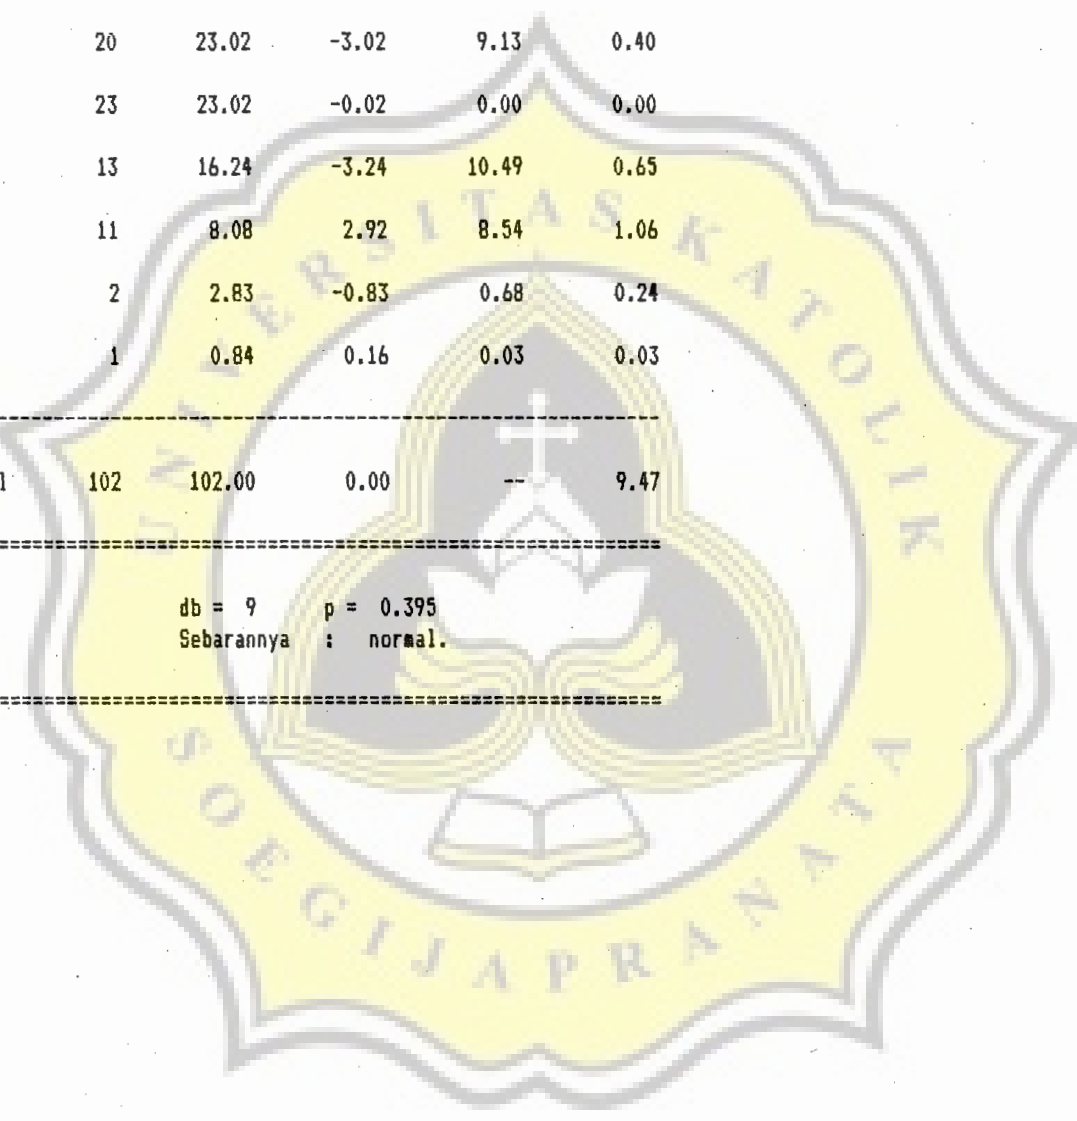 20 23.02 -3.02 9.13 0.40
23 23.02 -0.02 0.00 0.00
13 16.24 -3.24 10.49 0.65
11 8.08 2.92 8.54 1.06
2 2.83 -0.83 0.68 0.24
1 0.84 0.16 0.03 0.03
l 102 102.00 0.00 -- 9.47
db = 9 p = 0.395
Sebarannya : normal.
UNIVERSITAS KATOLIK
SOEGIJAPRANATA